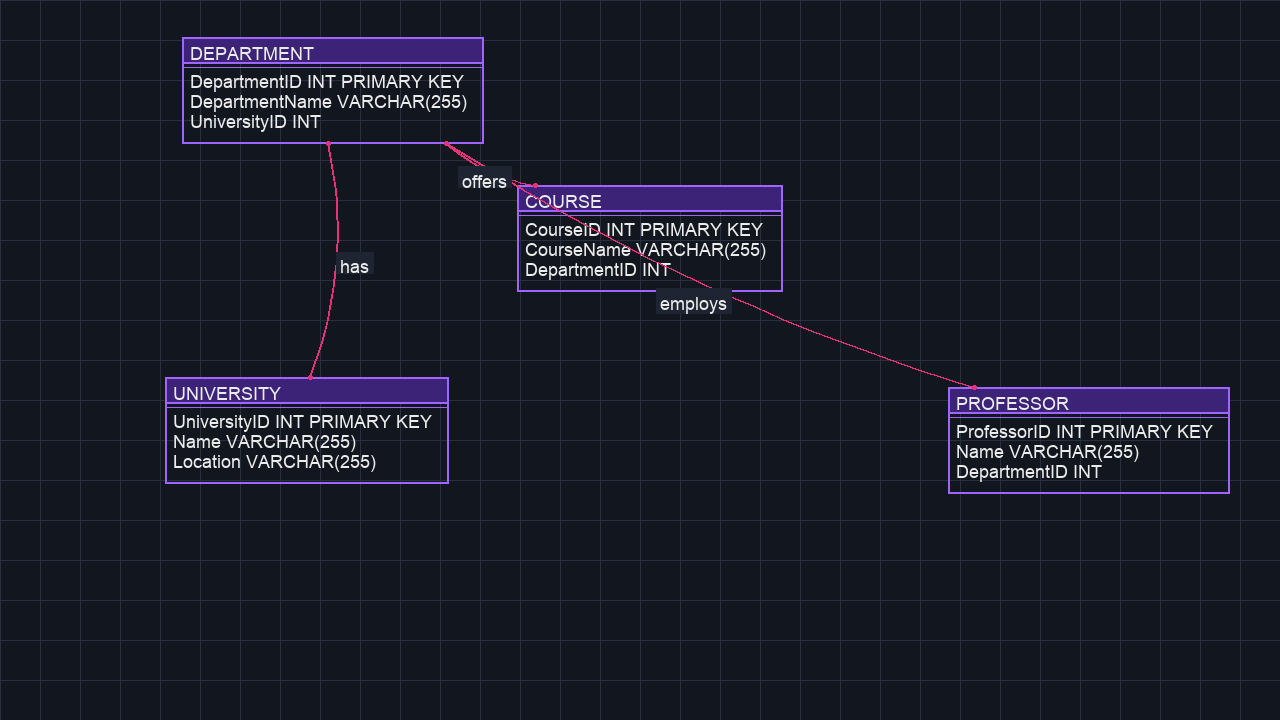 DEPARTMENT
DepartmentID INT PRIMARY KEY
DepartmentName VARCHAR(255)
UniversityID INT
offers
COURSE
CourseID INT PRIMARY KEY
CourseName VARCHAR(255)
DepartmentID INT
has
employs
UNIVERSITY
UniversityID INT PRIMARY KEY
Name VARCHAR(255)
Location VARCHAR(255)
PROFESSOR
ProfessorID INT PRIMARY KEY
Name VARCHAR(255)
DepartmentID INT